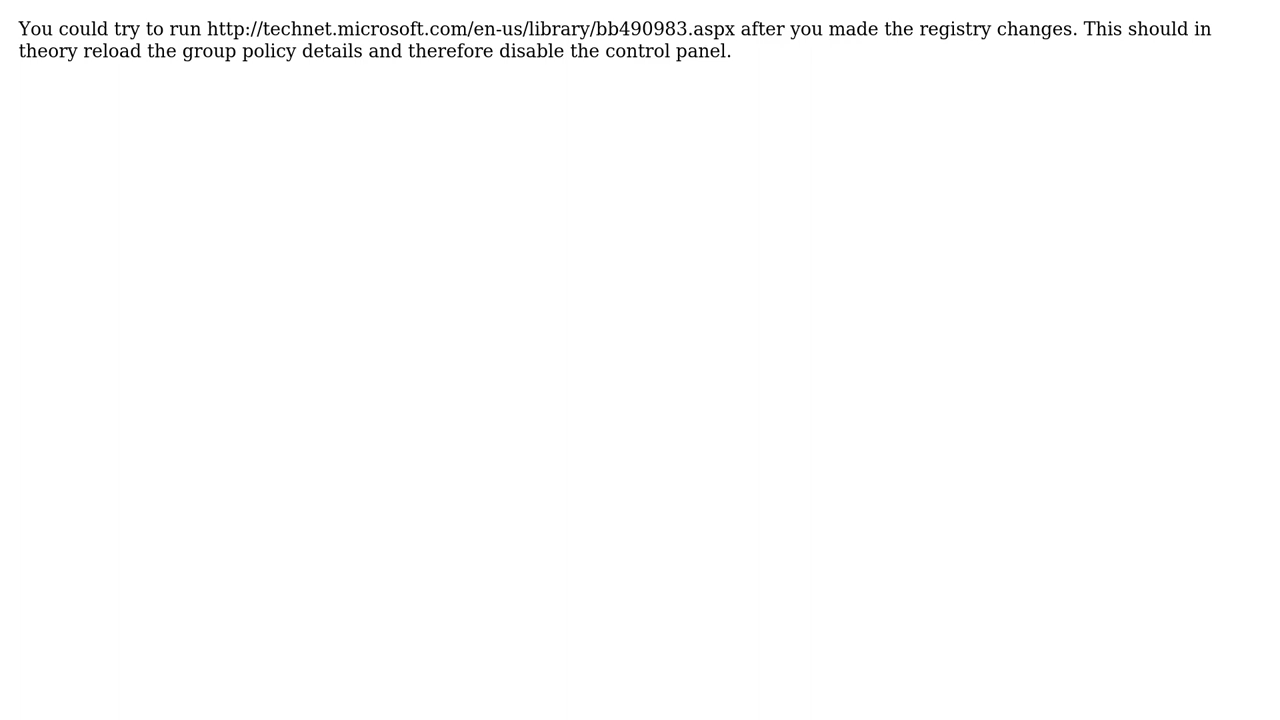 You could try to run http://technet.microsoft.com/en-us/library/bb490983.aspx after you made the registry changes. This should in
theory reload the group policy details and therefore disable the control panel.